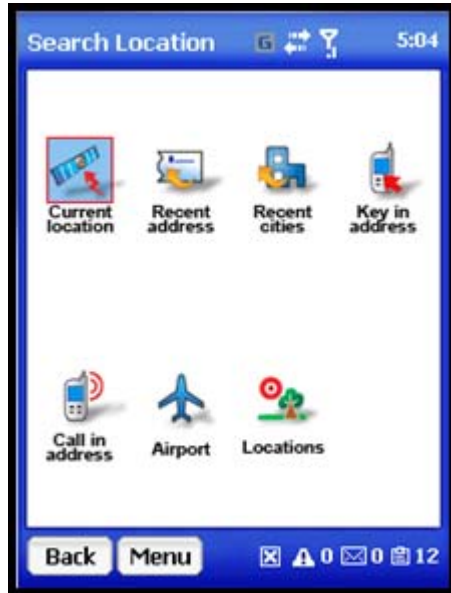 Search Location G 5:04
Current Recent Recent Key in
location address cities address
Call in
address Airport Locations
Back Menu 0 0 12